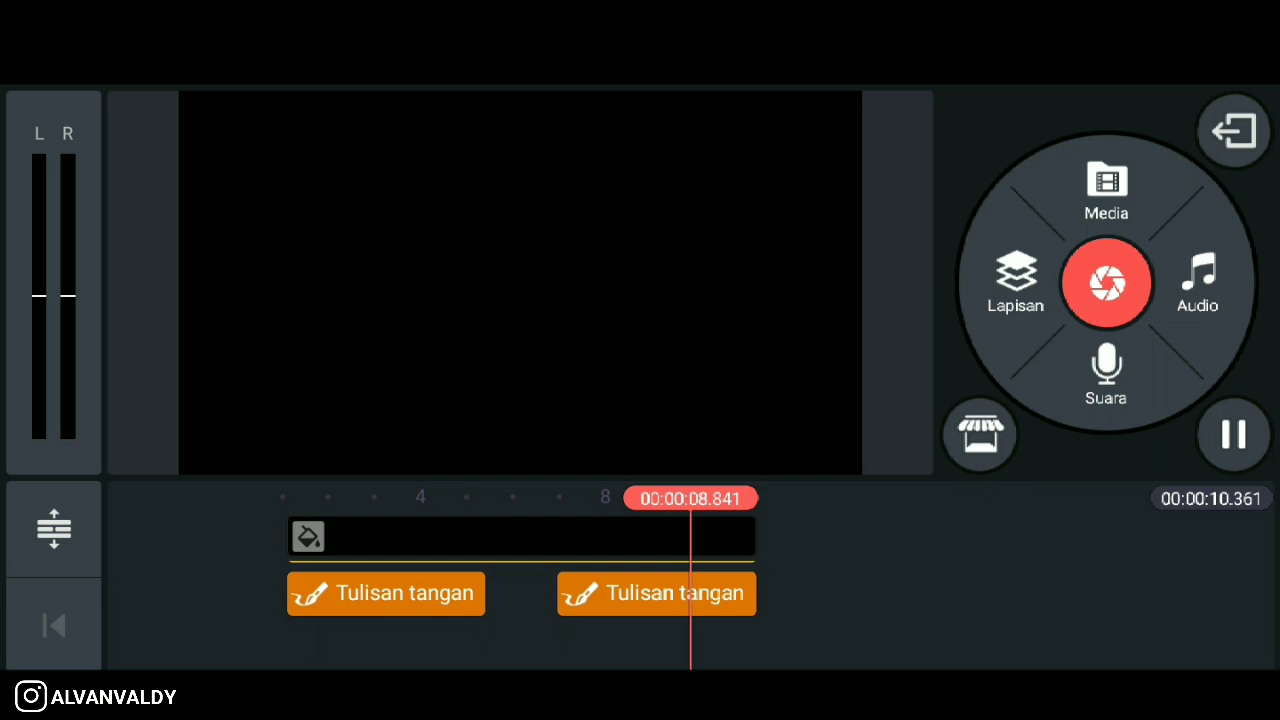 L R
Media
Lapisan
Audio
Suara
4
8
00:00:08.841
00:00:10.361
Tulisan tangan
Tulisan tangan
ALVANVALDY